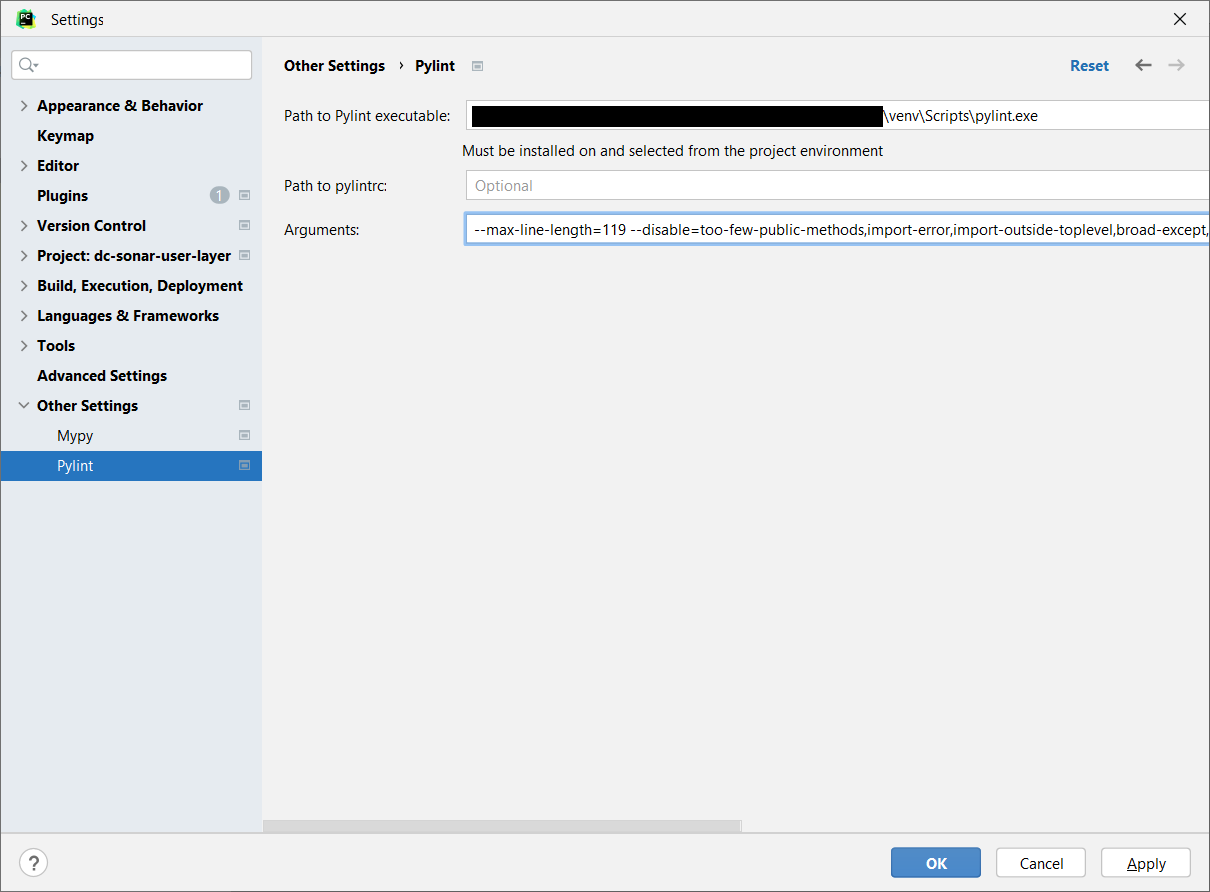 PC
Settings
Appearance & Behavior
Keymap
Editor
Plugins 1
Version Control
Project: dc-sonar-user-layer
Build, Execution, Deployment
Languages & Frameworks
Tools
Advanced Settings
Other Settings
Mypy
Pylint
Other Settings › Pylint
Reset
Path to Pylint executable: \venv\Scripts\pylint.exe
Must be installed on and selected from the project environment
Path to pylintrc: Optional
Arguments: --max-line-length=119 --disable=too-few-public-methods,import-error,import-outside-toplevel,broad-except,
?
OK Cancel Apply